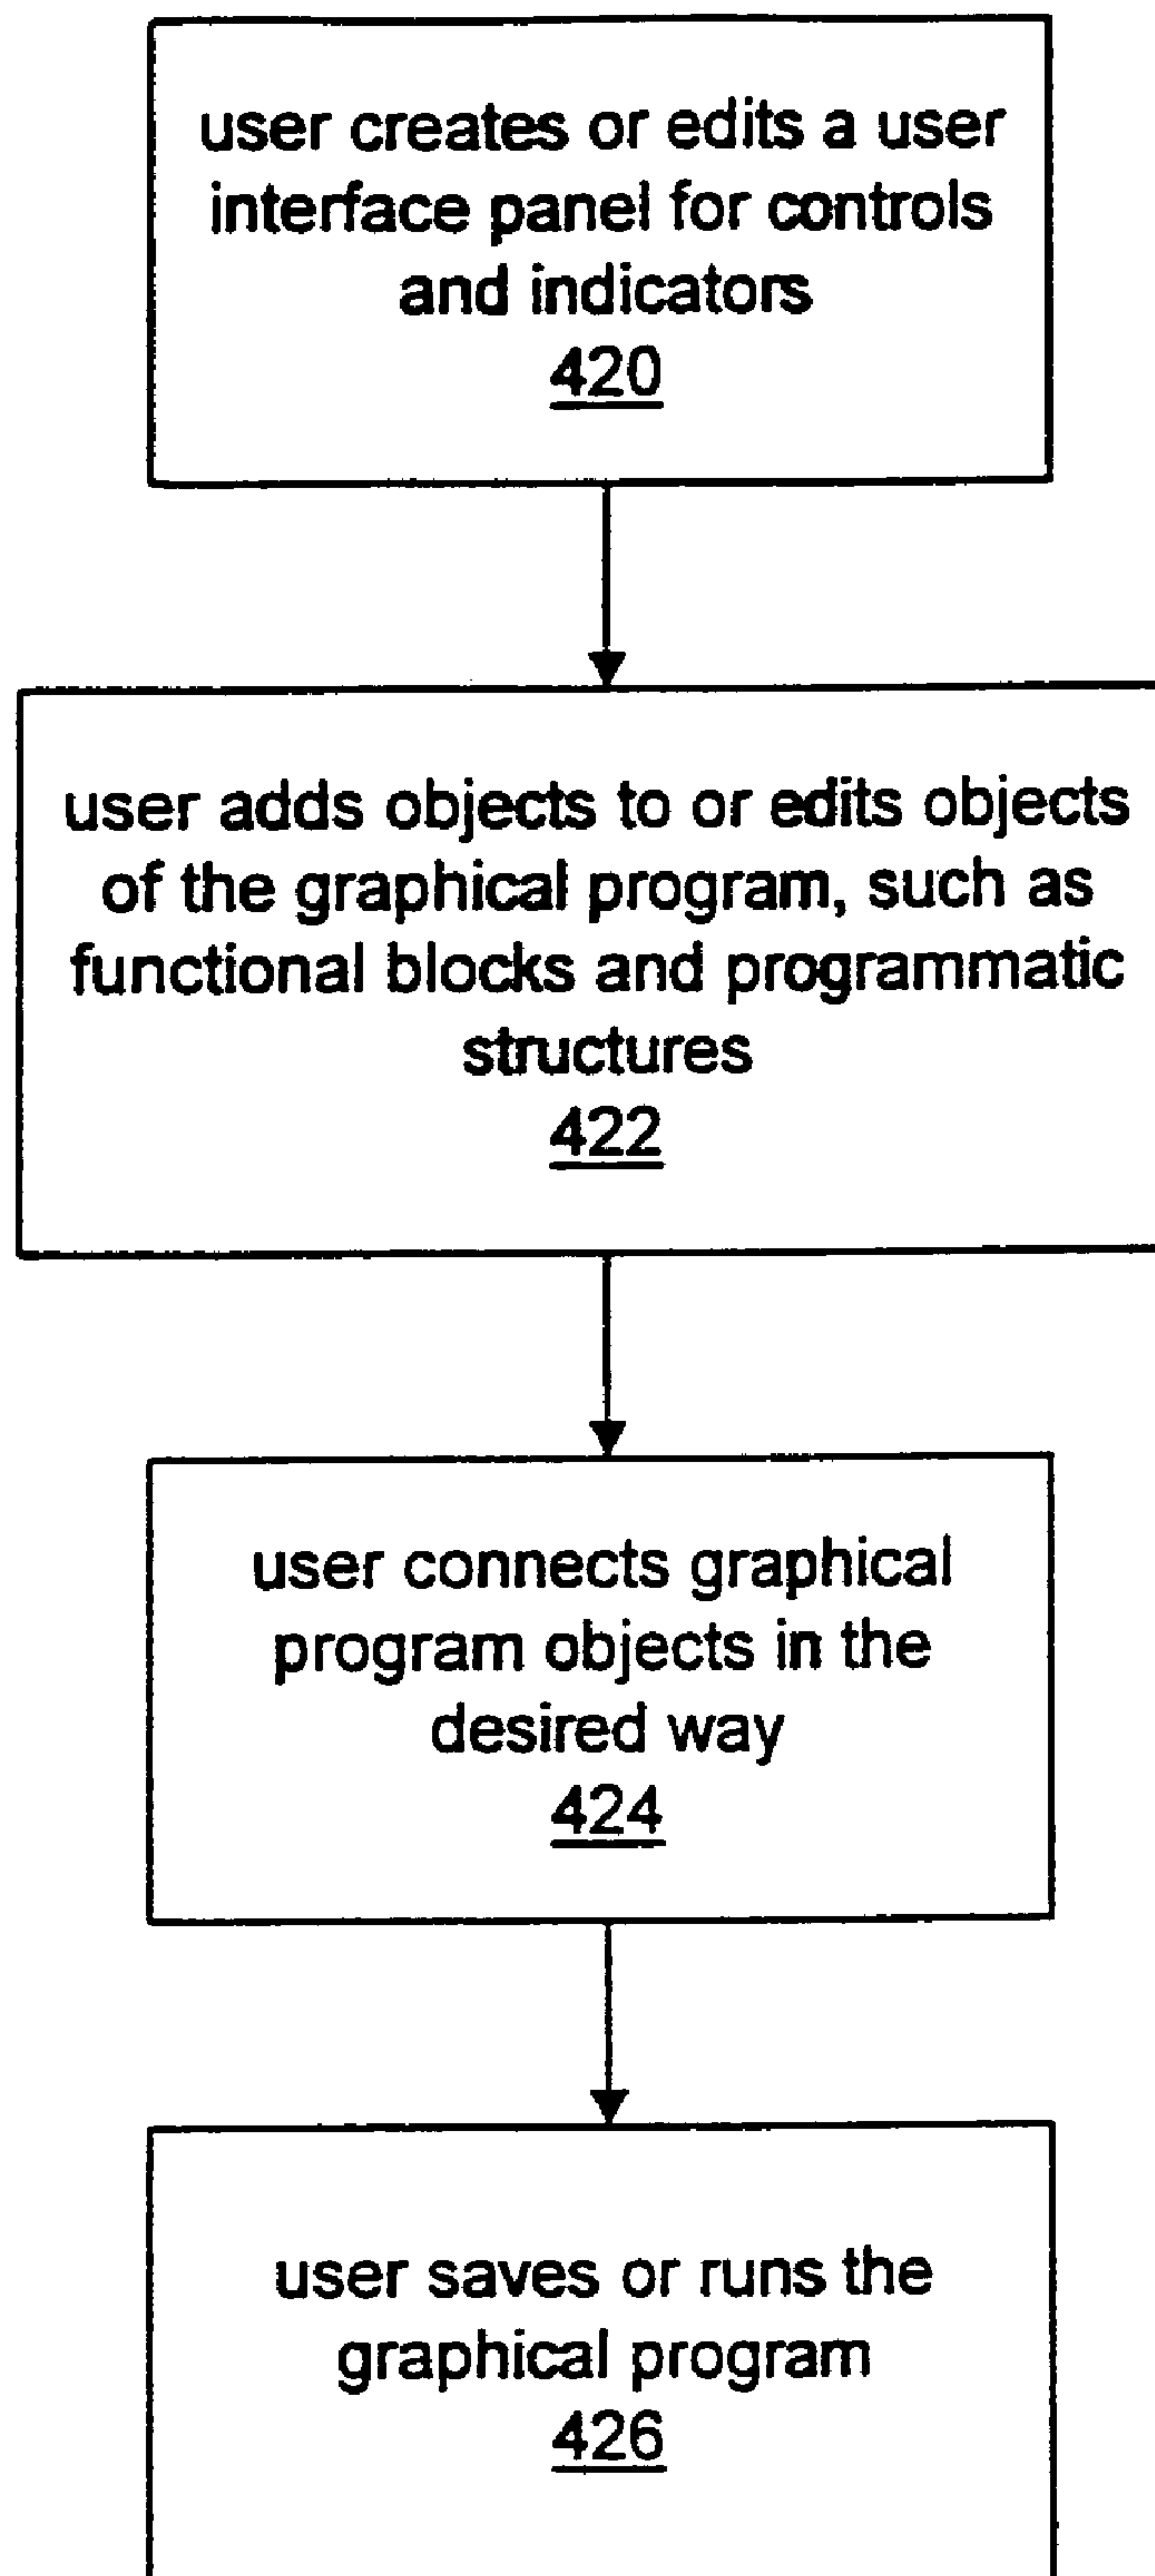 user creates or edits a user
interface panel for controls
and indicators
420
user adds objects to or edits objects
of the graphical program, such as
functional blocks and programmatic
structures
422
user connects graphical
program objects in the
desired way
424
user saves or runs the
graphical program
426